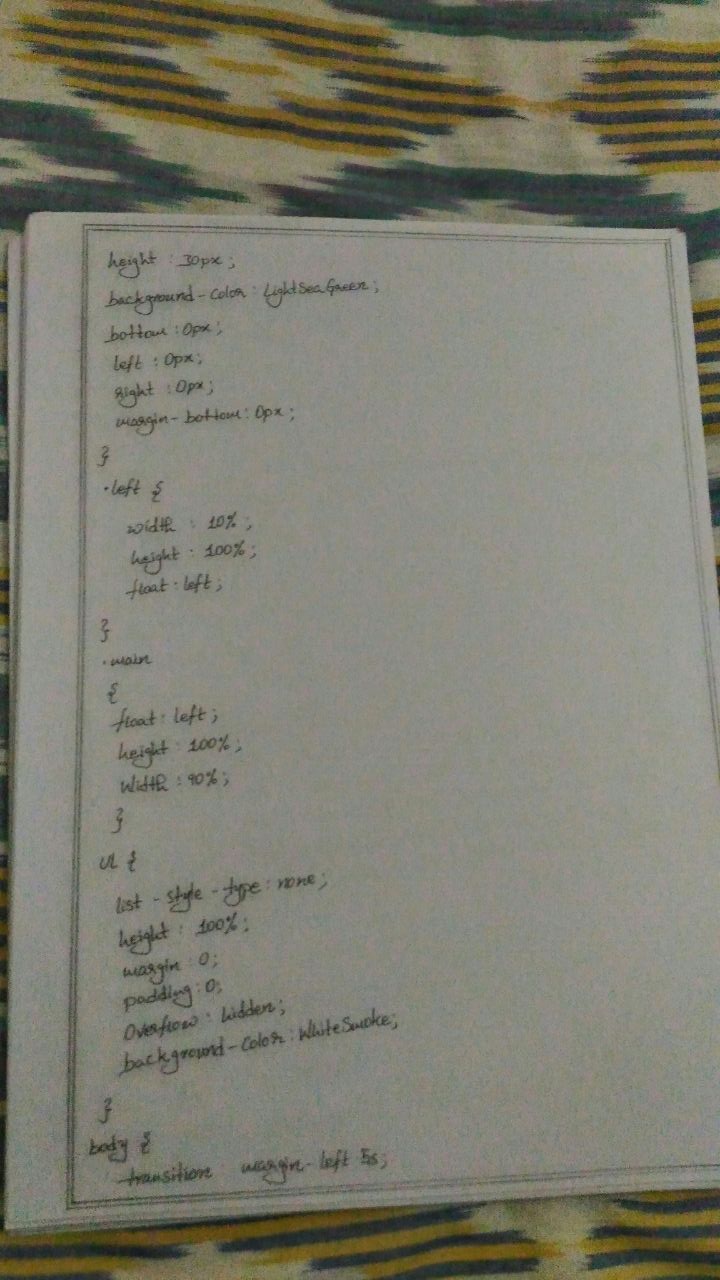 height : 30px ;
background-color : LightSeaGreen ;
bottom : 0px ;
left : 0px ;
right : 0px ;
margin-bottom : 0px ;
}
.left {
width : 10% ;
height : 100% ;
float : left ;
}
.main
{
float : left ;
height : 100% ;
width : 90% ;
}
ul {
list-style-type : none ;
height : 100% ;
margin : 0 ;
padding : 0 ;
overflow : hidden ;
background-color : WhiteSmoke ;
}
body {
transition margin-left 5s ;